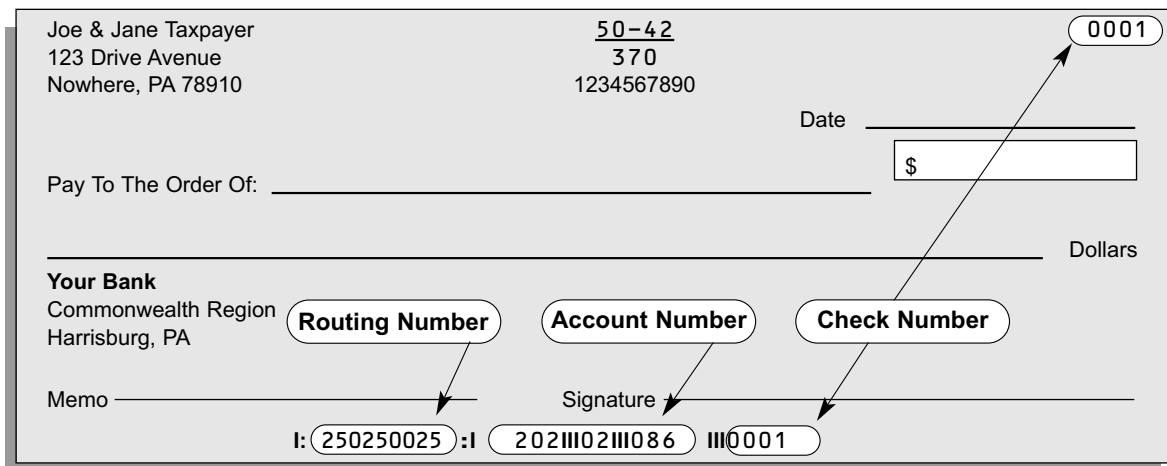 Joe & Jane Taxpayer 50-42 0001
123 Drive Avenue 370
Nowhere, PA 78910 1234567890
Date
$
Pay To The Order Of:
Dollars
Your Bank
Commonwealth Region
Harrisburg, PA
Routing Number Account Number Check Number
Memo Signature
I: 250250025 :I 202III02III086 III0001